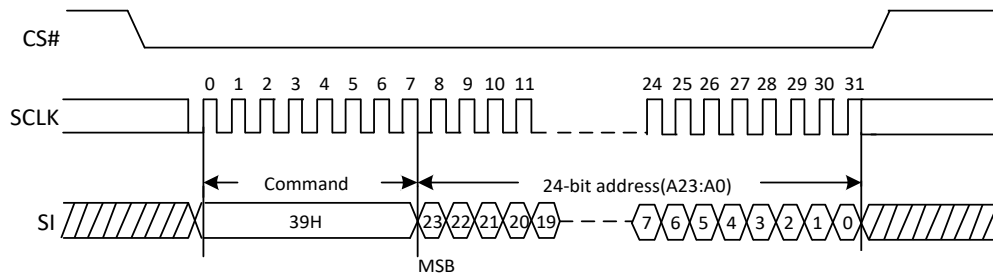 CS#
0 1 2 3 4 5 6 7 8 9 10 11 24 25 26 27 28 29 30 31
SCLK
Command 24-bit address(A23:A0)
SI 39H 23 22 21 20 19 7 6 5 4 3 2 1 0
MSB